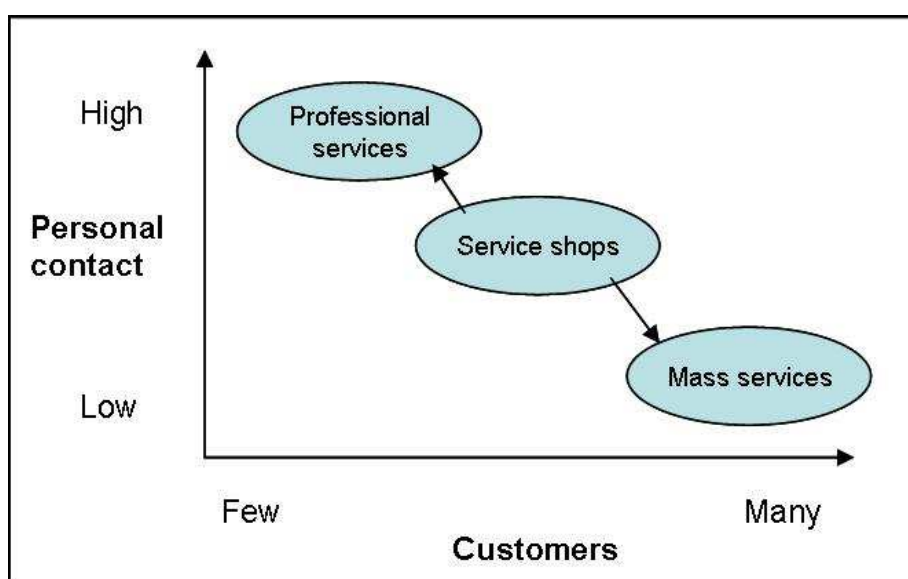 High
Professional
services
Personal
contact
Service shops
Mass services
Low
Few
Many
Customers